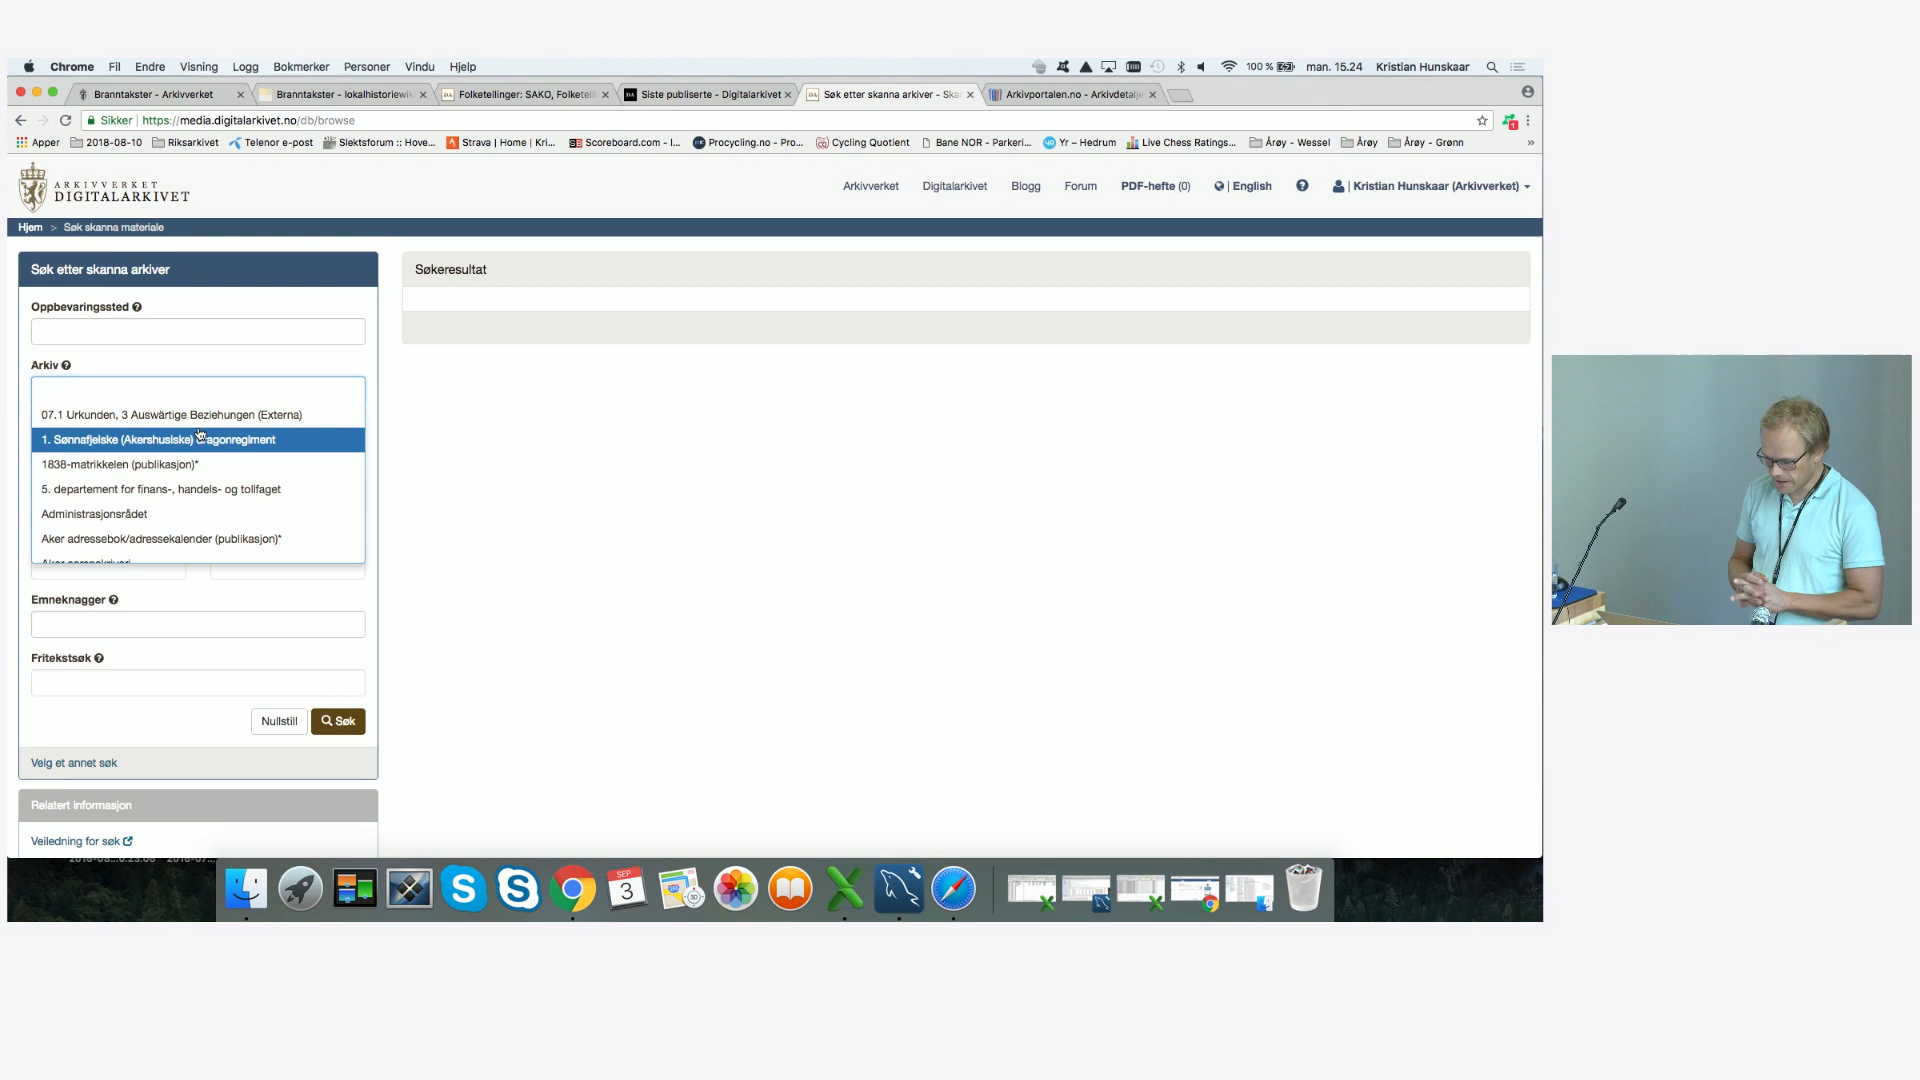 Chrome Fil Endre Visning Logg Bokmerker Personer Vindu Hjelp
100 % man. 15.24 Kristian Hunskaar
Branntakster - Arkivverket
Branntakster - lokalhistoriewik
Folketellinger: SAKO, Folketelli
Siste publiserte - Digitalarkivet
Søk etter skanna arkiver - Ska
Arkivportalen.no - Arkivdetalje
Sikker https://media.digitalarkivet.no/db/browse
Apper 2018-08-10 Riksarkivet Telenor e-post Slektsforum :: Hove... Strava | Home | Kri... Scoreboard.com - l... Procycling.no - Pro... Cycling Quotient Bane NOR - Parkeri... Yr – Hedrum Live Chess Ratings... Årøy - Wessel Årøy Årøy - Grønn »
ARKIVVERKET
DIGITALARKIVET
Arkivverket Digitalarkivet Blogg Forum PDF-hefte (0) | English | Kristian Hunskaar (Arkivverket)
Hjem > Søk skanna materiale
Søk etter skanna arkiver
Søkeresultat
Oppbevaringssted
Arkiv
07.1 Urkunden, 3 Auswärtige Beziehungen (Externa)
1. Sønnafjelske (Akershusiske) agonregiment
1838-matrikkelen (publikasjon)*
5. departement for finans-, handels- og tollfaget
Administrasjonsrådet
Aker adressebok/adressekalender (publikasjon)*
Emneknagger
Fritekstsøk
Nullstill Søk
Velg et annet søk
Relatert informasjon
Veiledning for søk
SEP
3